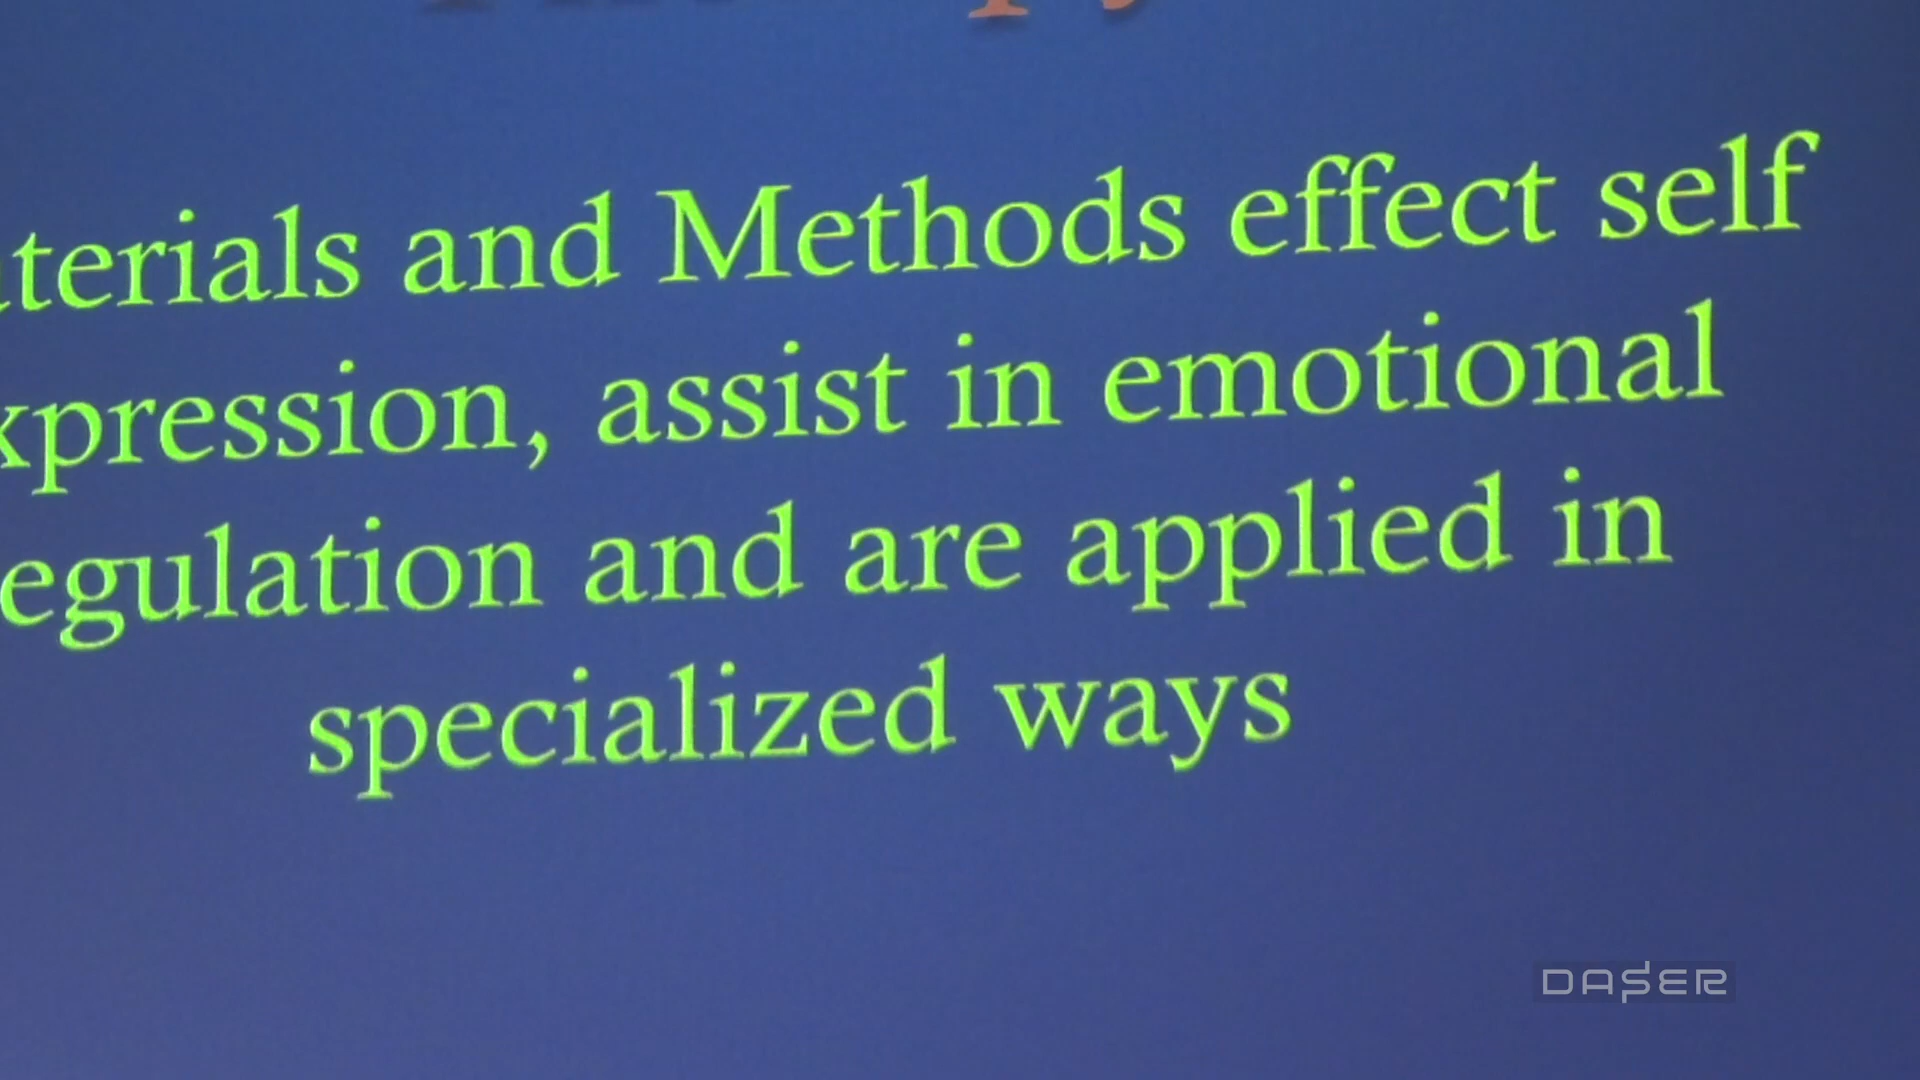 terials and Methods effect self
xpression, assist in emotional
egulation and are applied in
specialized ways
DASER